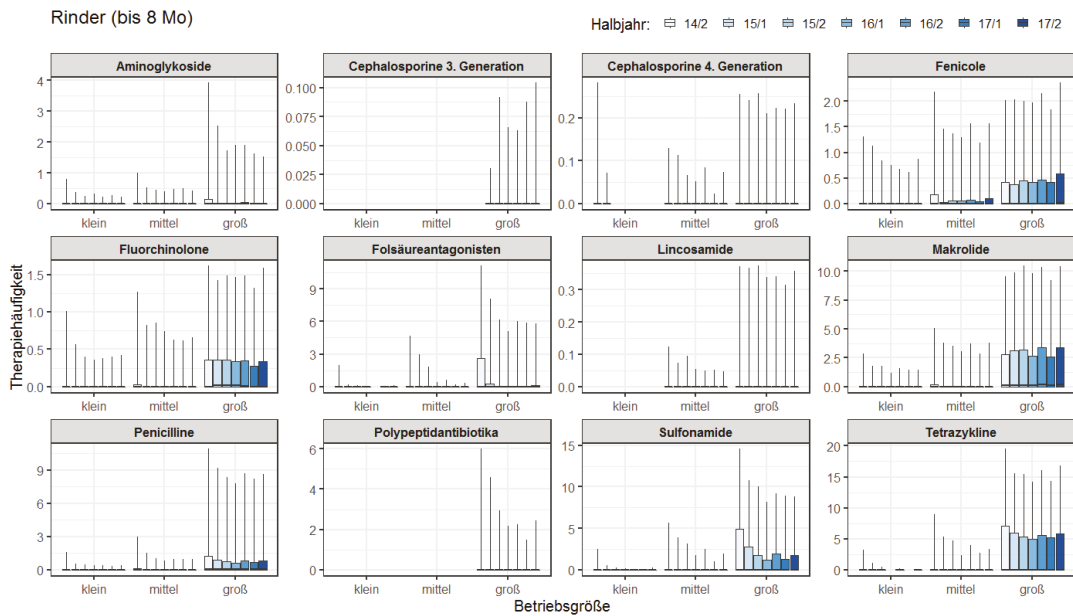 Rinder (bis 8 Mo)
Halbjahr: 14/2 15/1 15/2 16/1 16/2 17/1 17/2
Aminoglykoside
4
3
2
1
0
klein mittel groß
Cephalosporine 3. Generation
0.100
0.075
0.050
0.025
0.000
klein mittel groß
Cephalosporine 4. Generation
0.2
0.1
0.0
klein mittel groß
Fenicole
2.0
1.5
1.0
0.5
0.0
klein mittel groß
Therapiehäufigkeit
Fluorchinolone
1.5
1.0
0.5
0.0
klein mittel groß
Folsäureantagonisten
9
6
3
0
klein mittel groß
Lincosamide
0.3
0.2
0.1
0.0
klein mittel groß
Makrolide
10.0
7.5
5.0
2.5
0.0
klein mittel groß
Penicilline
9
6
3
0
klein mittel groß
Polypeptidantibiotika
6
4
2
0
klein mittel groß
Sulfonamide
15
10
5
0
klein mittel groß
Tetrazykline
20
15
10
5
0
klein mittel groß
Betriebsgröße